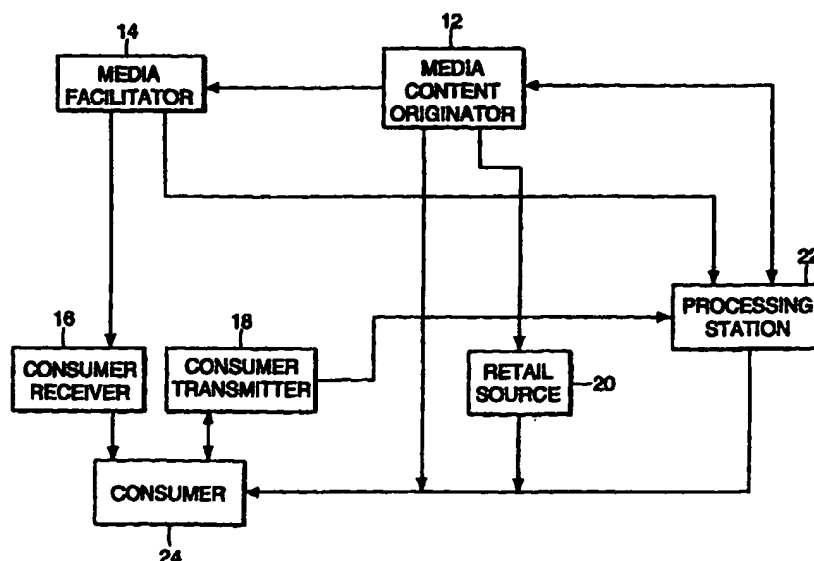 14
MEDIA
FACILITATOR
12
MEDIA
CONTENT
ORIGINATOR
22
PROCESSING
STATION
16
CONSUMER
RECEIVER
18
CONSUMER
TRANSMITTER
RETAIL
SOURCE
20
CONSUMER
24